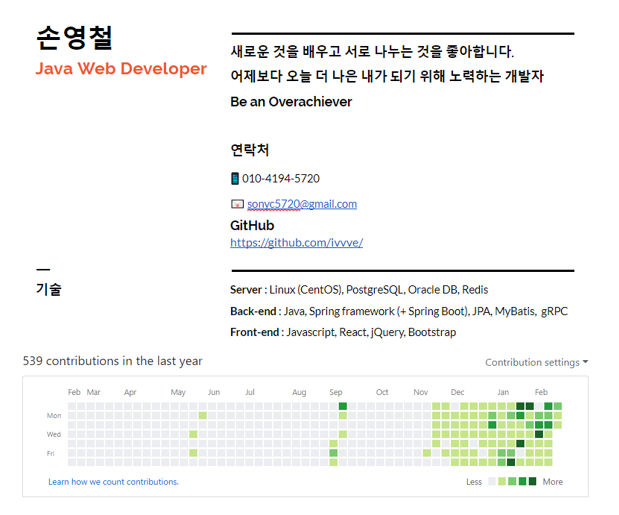 손영철
Java Web Developer
새로운 것을 배우고 서로 나누는 것을 좋아합니다.
어제보다 오늘 더 나은 내가 되기 위해 노력하는 개발자
Be an Overachiever
연락처
010-4194-5720
sonyc5720@gmail.com
GitHub
https://github.com/ivvve/
기술
Server : Linux (CentOS), PostgreSQL, Oracle DB, Redis
Back-end : Java, Spring framework (+ Spring Boot), JPA, MyBatis, gRPC
Front-end : Javascript, React, jQuery, Bootstrap
539 contributions in the last year
Contribution settings
Feb Mar Apr May Jun Jul Aug Sep Oct Nov Dec Jan Feb
Mon
Wed
Fri
Learn how we count contributions.
Less More